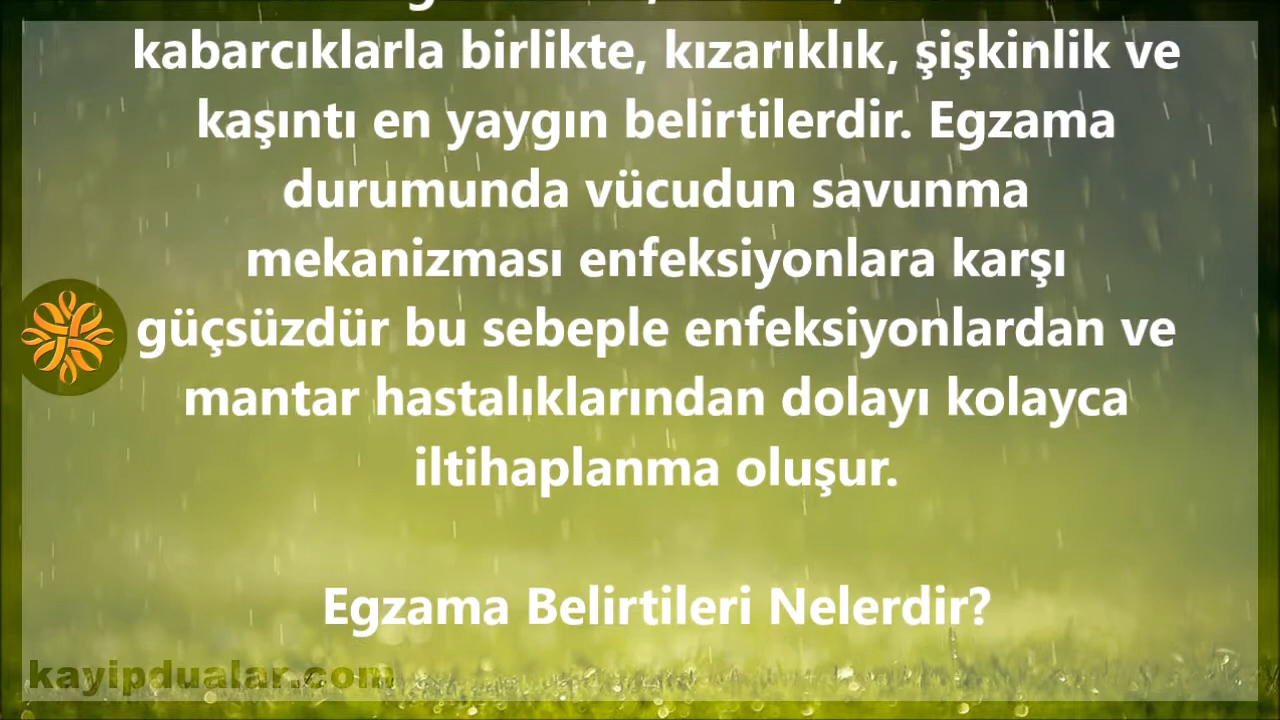 kabarcıklarla birlikte, kızarıklık, şişkinlik ve
kaşıntı en yaygın belirtilerdir. Egzama
durumunda vücudun savunma
mekanizması enfeksiyonlara karşı
güçsüzdür bu sebeple enfeksiyonlardan ve
mantar hastalıklarından dolayı kolayca
iltihaplanma oluşur.
Egzama Belirtileri Nelerdir?
kayipdualar.com